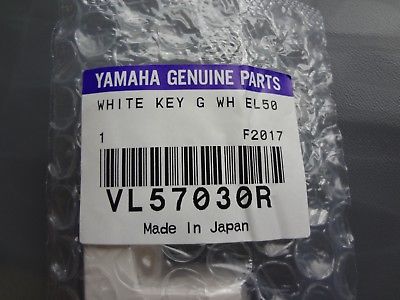 YAMAHA GENUINE PARTS
WHITE KEY G WH EL50
1 F2017
VL57030R
Made In Japan